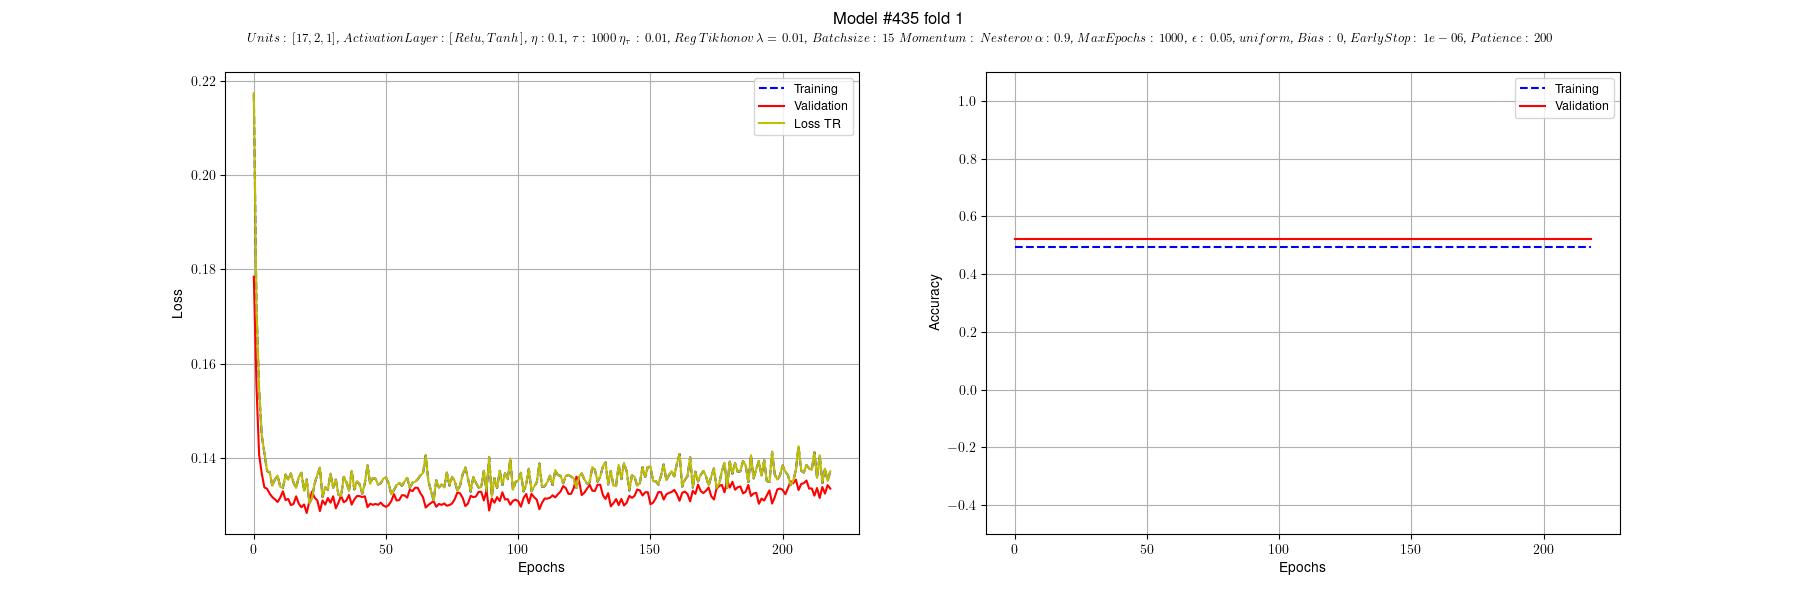 Model #435 fold 1
Units : [17, 2, 1], ActivationLayer : [Relu, Tanh], η : 0.1, τ : 1000 ητ : 0.01, Reg Tikhonov λ = 0.01, Batchsize : 15 Momentum : Nesterov α : 0.9, MaxEpochs : 1000, ϵ : 0.05, uniform, Bias : 0, EarlyStop : 1e − 06, Patience : 200
0.22
0.20
0.18
0.16
0.14
Loss
0
50
100
150
200
Epochs
Training
Validation
Loss TR
1.0
0.8
0.6
0.4
0.2
0.0
−0.2
−0.4
Accuracy
0
50
100
150
200
Epochs
Training
Validation